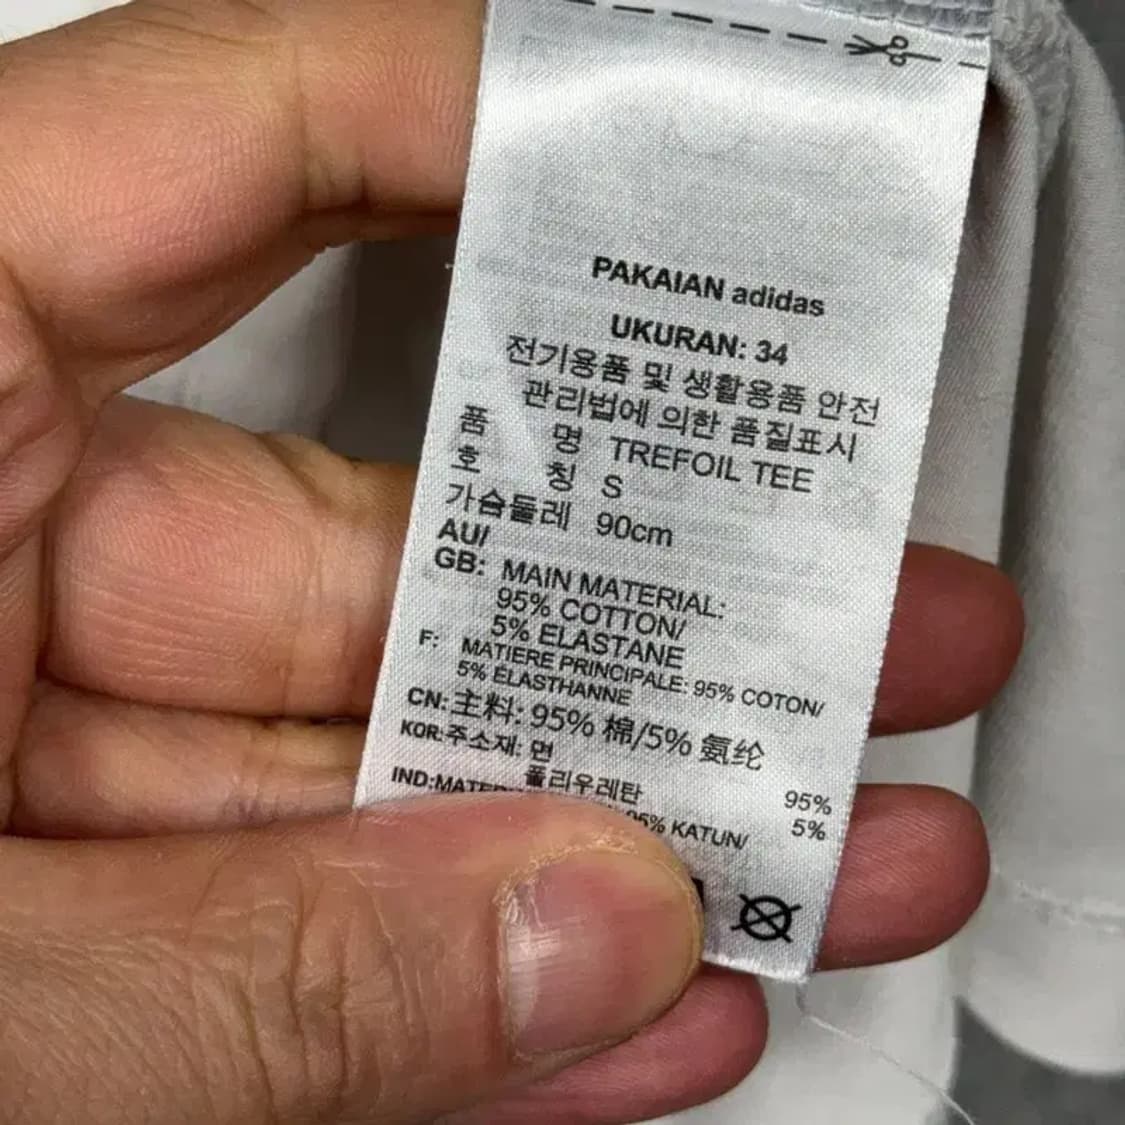 PAKAIAN adidas
UKURAN: 34
전기용품 및 생활용품 안전
관리법에 의한 품질표시
품 명 TREFOIL TEE
호 칭 S
가슴둘레 90cm
AU/
GB: MAIN MATERIAL:
95% COTTON/
5% ELASTANE
F: MATIERE PRINCIPALE: 95% COTON/
5% ELASTHANNE
CN: 主料: 95% 棉/5% 氨纶
KOR: 주소재: 면 95%
폴리우레탄 5%
IND: 95% KATUN/